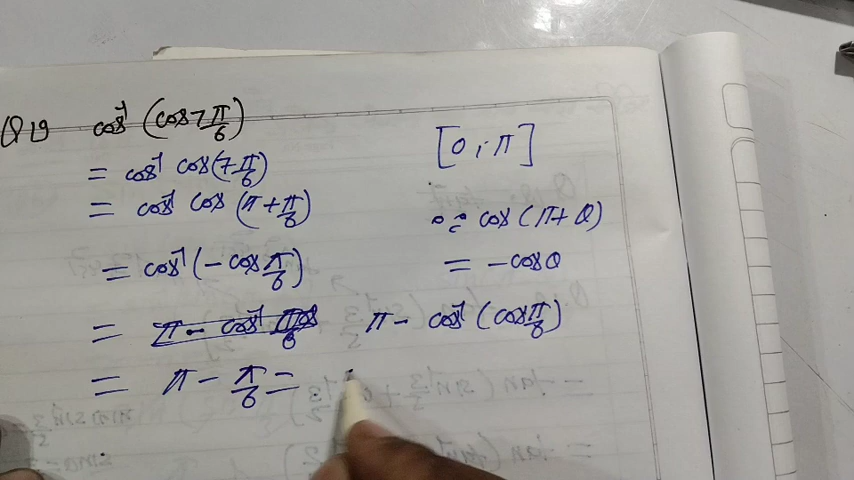 Q19 cos⁻¹ (cos 7π/6)
[0, π]
= cos⁻¹ cos (7π/6)
= cos⁻¹ cos (π + π/6)
∵ cos (π + θ)
= cos⁻¹ (- cos π/6)
= - cos θ
= π - cos⁻¹ (cos π/6)
= π - π/6 =